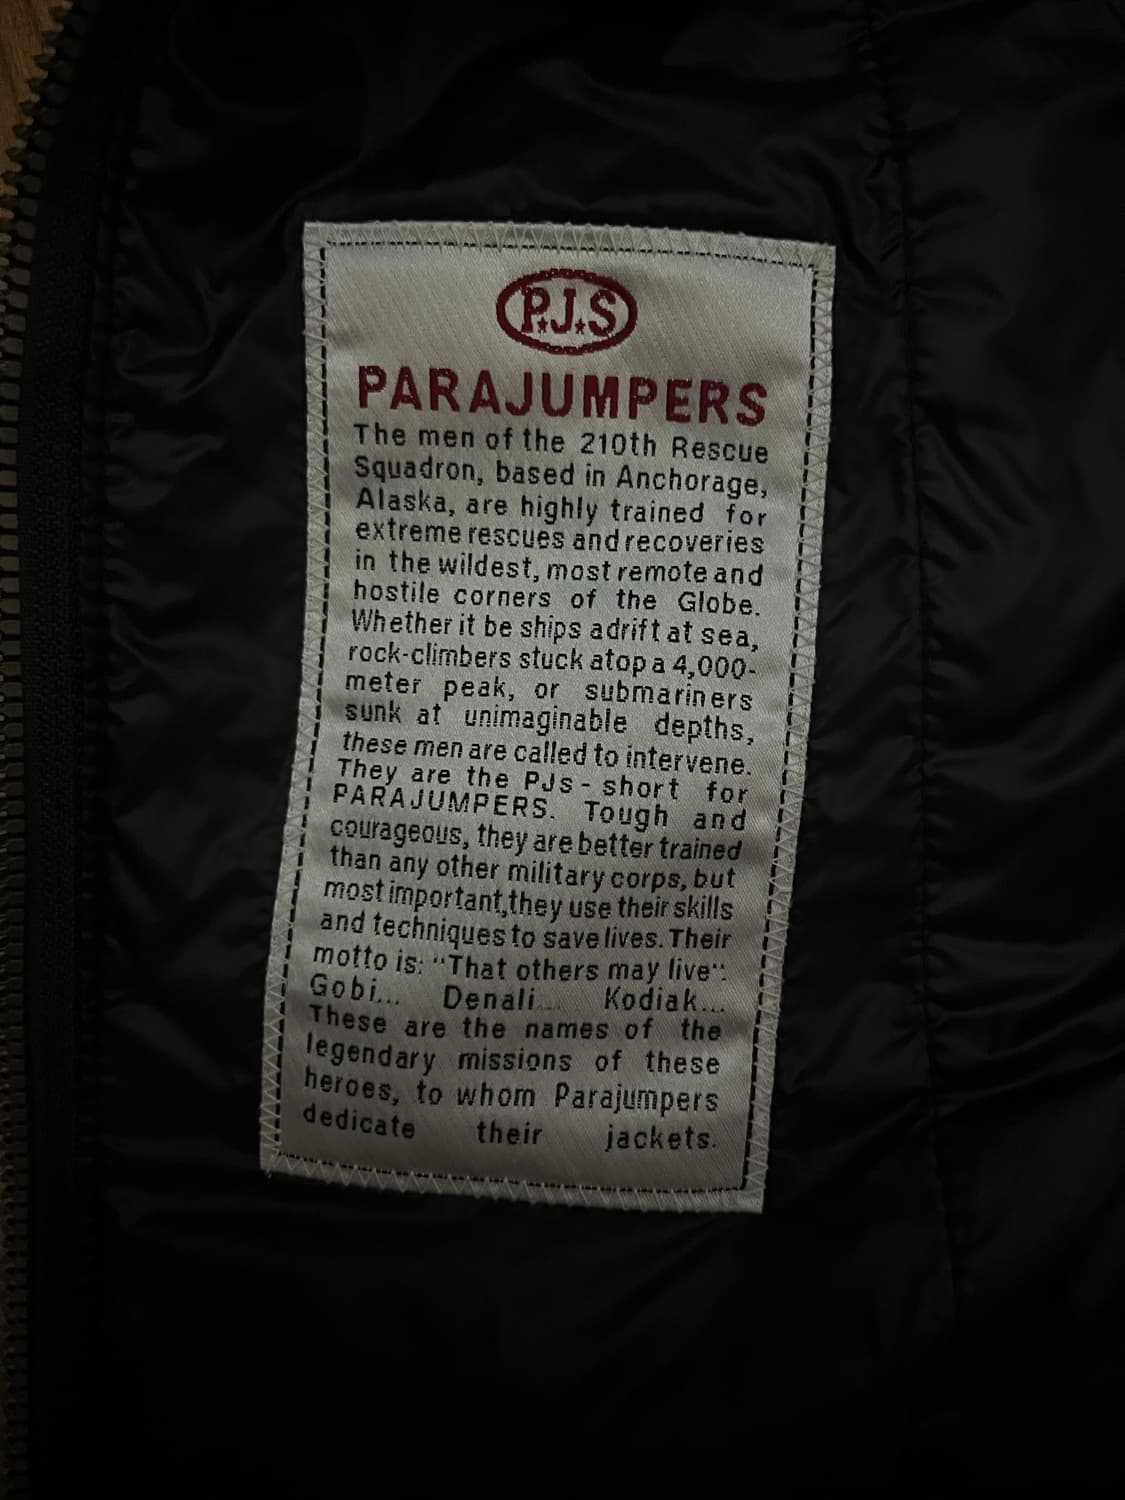 P.J.S
PARAJUMPERS
The men of the 210th Rescue
Squadron, based in Anchorage,
Alaska, are highly trained for
extreme rescues and recoveries
in the wildest, most remote and
hostile corners of the Globe.
Whether it be ships adrift at sea,
rock-climbers stuck atop a 4,000-
meter peak, or submariners
sunk at unimaginable depths,
these men are called to intervene.
They are the PJs - short for
PARAJUMPERS. Tough and
courageous, they are better trained
than any other military corps, but
most important,they use their skills
and techniques to save lives. Their
motto is: "That others may live":
Gobi... Denali... Kodiak...
These are the names of the
legendary missions of these
heroes, to whom Parajumpers
dedicate their jackets.